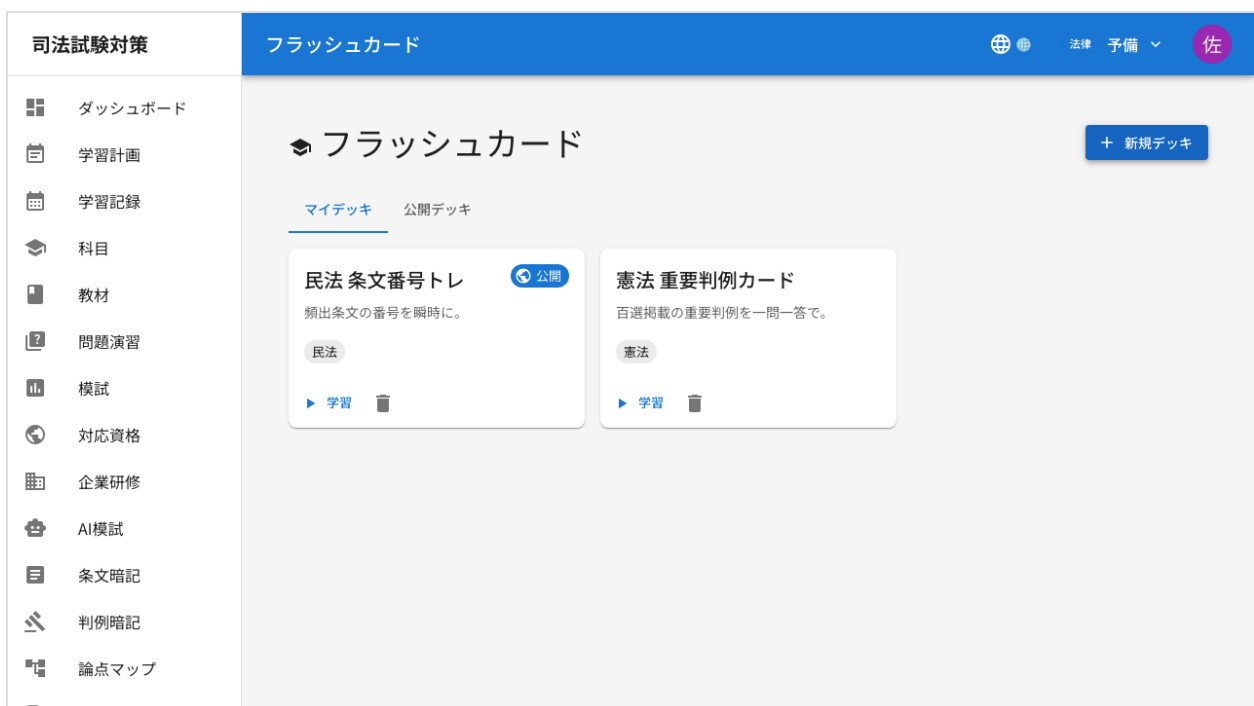 司法試験対策
フラッシュカード
法律 予備
佐
ダッシュボード
学習計画
学習記録
科目
教材
問題演習
模試
対応資格
企業研修
AI模試
条文暗記
判例暗記
論点マップ
フラッシュカード
新規デッキ
マイデッキ 公開デッキ
民法 条文番号トレ
公開
頻出条文の番号を瞬時に。
民法
学習
憲法 重要判例カード
百選掲載の重要判例を一問一答で。
憲法
学習